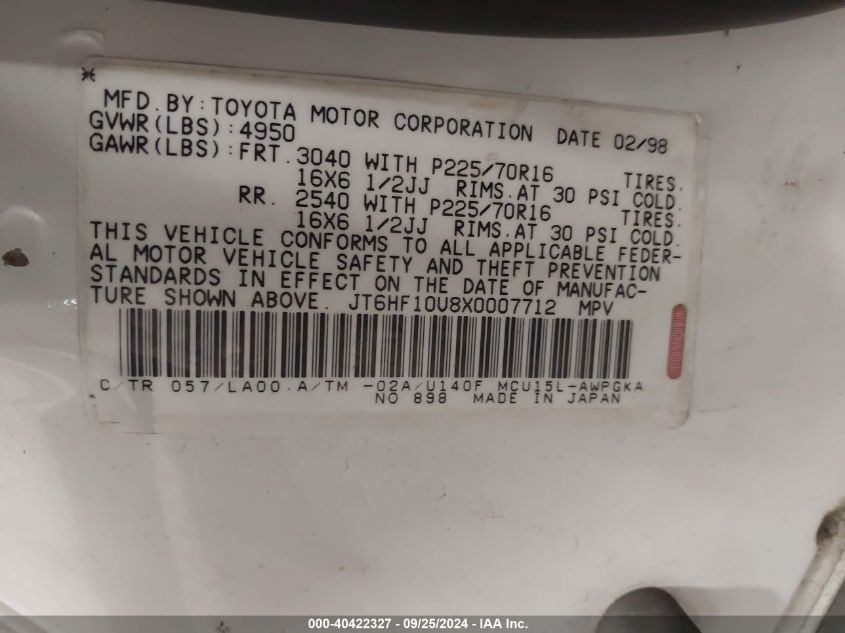 MFD.BY:TOYOTA MOTOR CORPORATION DATE 02/98
GVWR(LBS):4950
GAWR(LBS):FRT.3040 WITH P225/70R16 TIRES.
16X6 1/2JJ RIMS.AT 30 PSI COLD.
RR. 2540 WITH P225/70R16 TIRES.
16X6 1/2JJ RIMS.AT 30 PSI COLD.
THIS VEHICLE CONFORMS TO ALL APPLICABLE FEDER-
AL MOTOR VEHICLE SAFETY AND THEFT PREVENTION
STANDARDS IN EFFECT ON THE DATE OF MANUFAC-
TURE SHOWN ABOVE. JT6HF10U8X0007712 MPV
C/TR 057/LA00 A/TM -02A/U140F MCU15L-AWPGKA
NO 898 MADE IN JAPAN
000-40422327 - 09/25/2024 - IAA Inc.